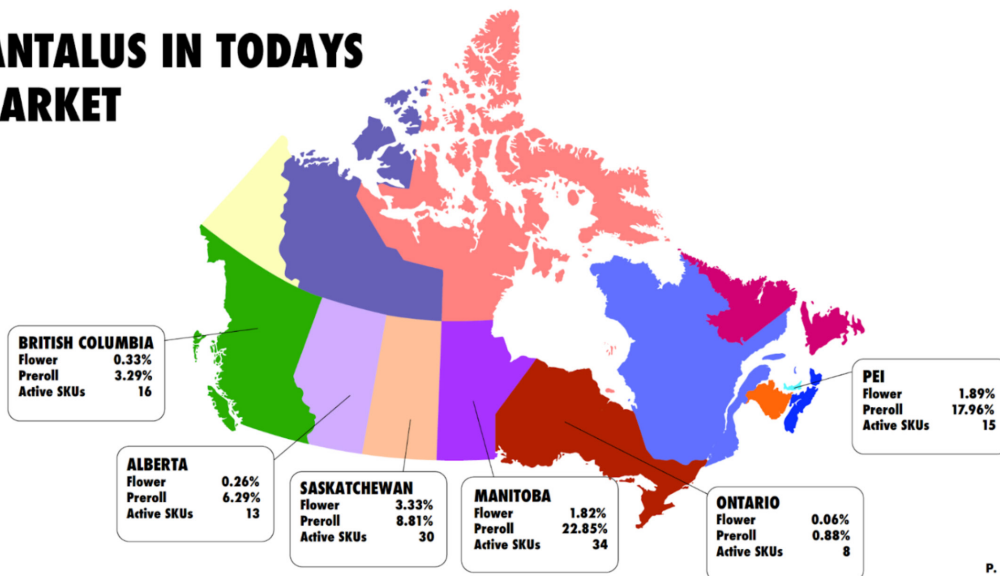 ANTALUS IN TODAYS
ARKET
BRITISH COLUMBIA
Flower 0.33%
Preroll 3.29%
Active SKUs 16
ALBERTA
Flower 0.26%
Preroll 6.29%
Active SKUs 13
SASKATCHEWAN
Flower 3.33%
Preroll 8.81%
Active SKUs 30
MANITOBA
Flower 1.82%
Preroll 22.85%
Active SKUs 34
ONTARIO
Flower 0.06%
Preroll 0.88%
Active SKUs 8
PEI
Flower 1.89%
Preroll 17.96%
Active SKUs 15
P.